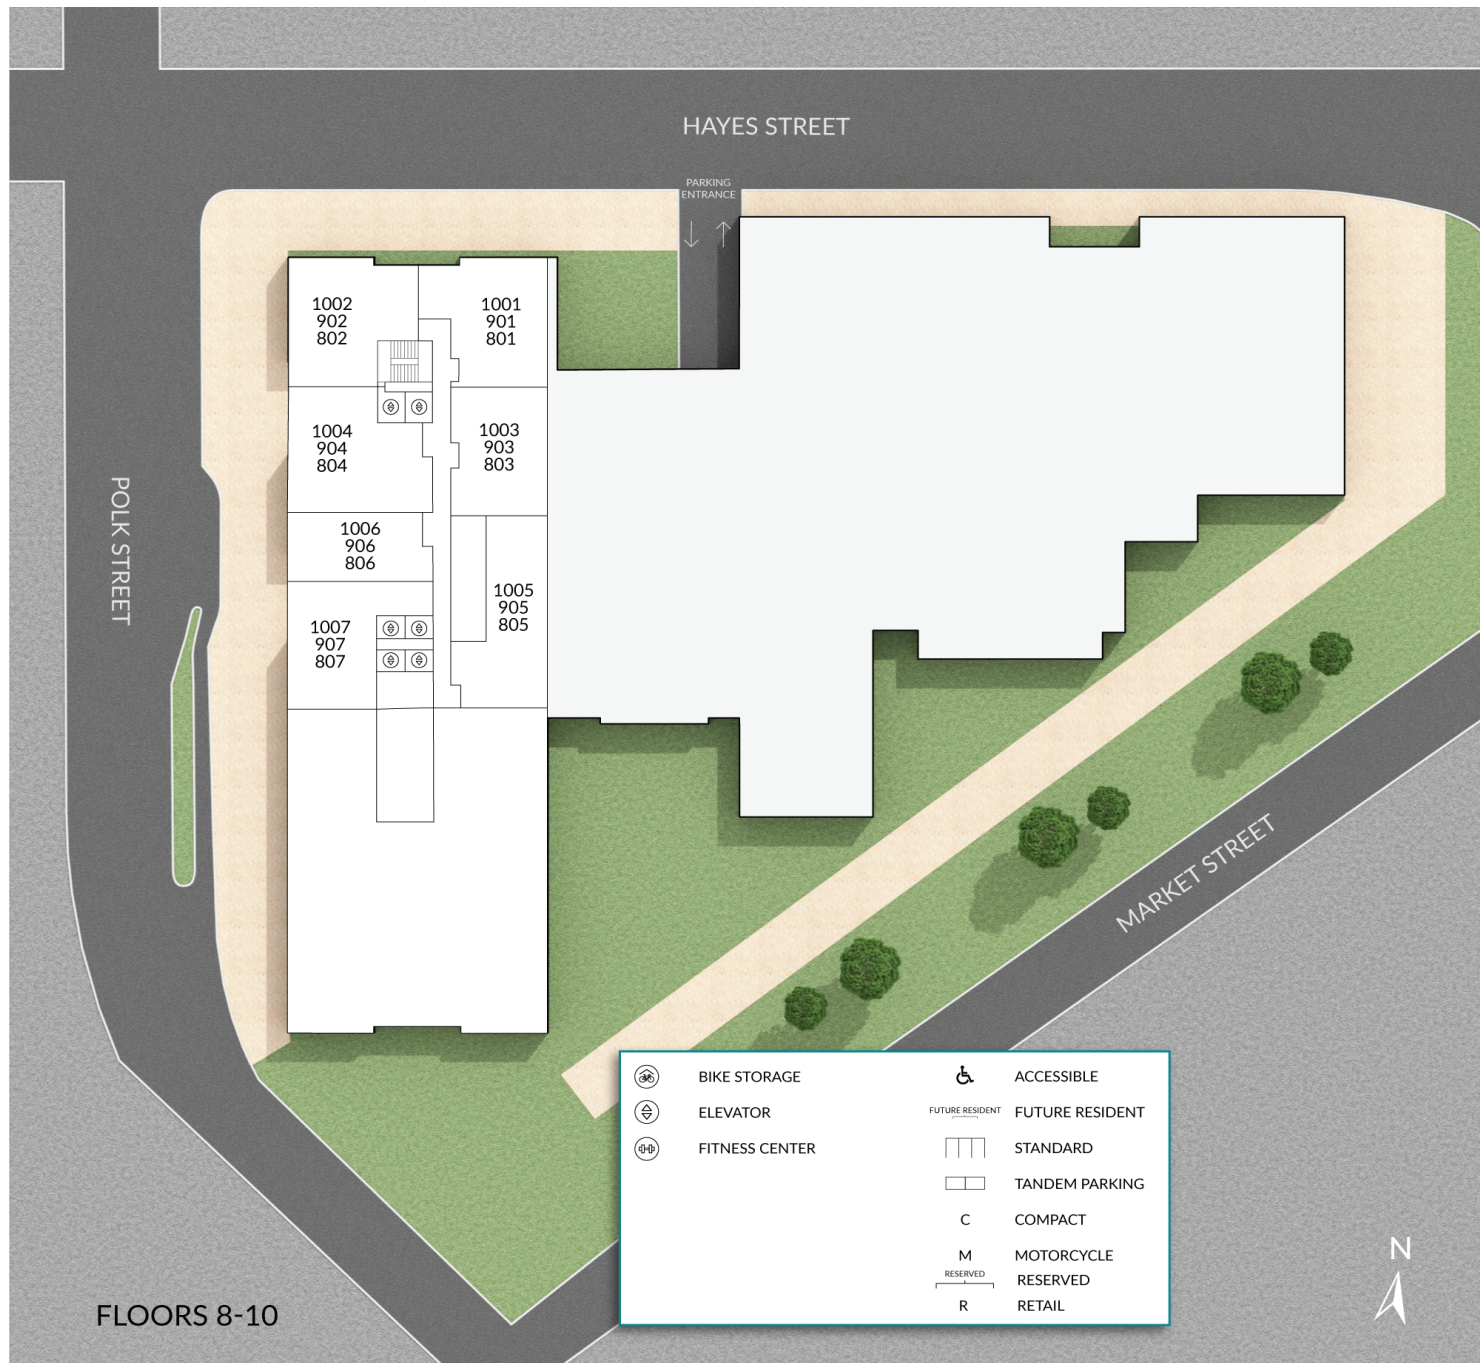 HAYES STREET
PARKING
ENTRANCE
1002
902
802
1001
901
801
1004
904
804
1003
903
803
POLK STREET
1006
906
806
1005
905
805
1007
907
807
MARKET STREET
BIKE STORAGE
ELEVATOR
FITNESS CENTER
ACCESSIBLE
FUTURE RESIDENT FUTURE RESIDENT
STANDARD
TANDEM PARKING
C COMPACT
M MOTORCYCLE
RESERVED RESERVED
R RETAIL
N
FLOORS 8-10